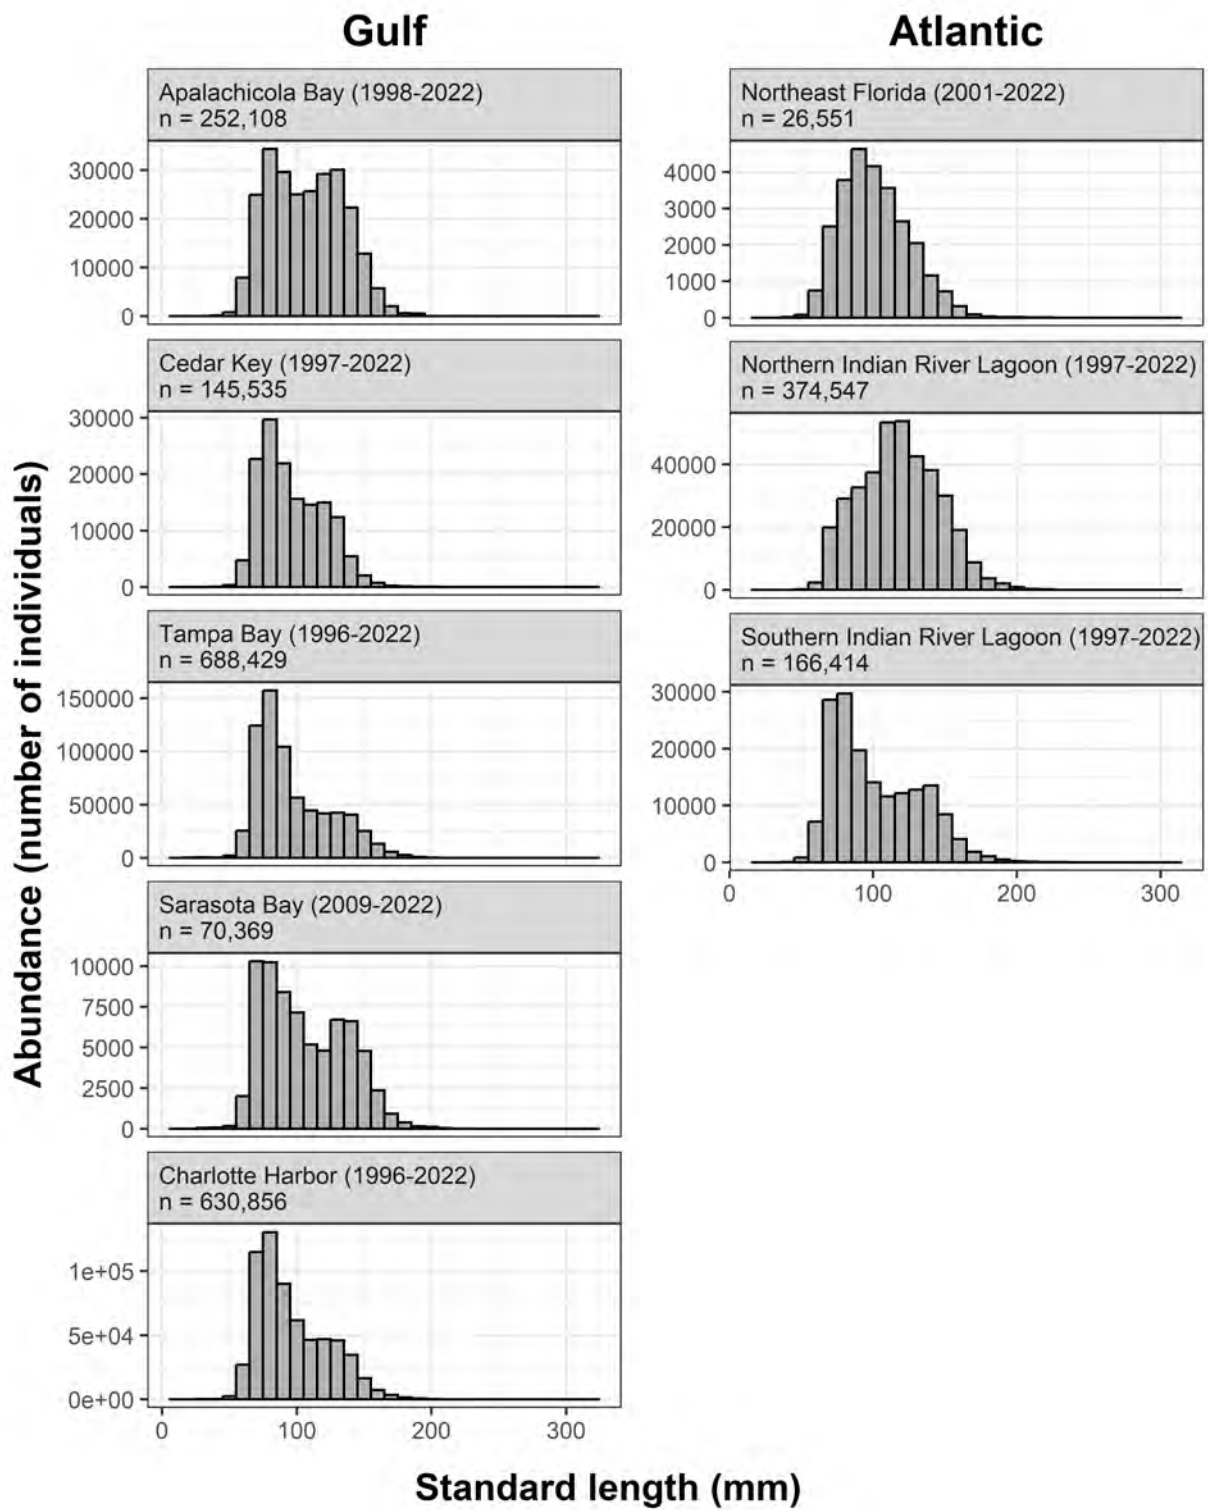 Gulf
Atlantic
Abundance (number of individuals)
Apalachicola Bay (1998-2022)
n = 252,108
30000
20000
10000
0
Cedar Key (1997-2022)
n = 145,535
30000
20000
10000
0
Tampa Bay (1996-2022)
n = 688,429
150000
100000
50000
0
Sarasota Bay (2009-2022)
n = 70,369
10000
7500
5000
2500
0
Charlotte Harbor (1996-2022)
n = 630,856
1e+05
5e+04
0e+00
0 100 200 300
Northeast Florida (2001-2022)
n = 26,551
4000
3000
2000
1000
0
Northern Indian River Lagoon (1997-2022)
n = 374,547
40000
20000
0
Southern Indian River Lagoon (1997-2022)
n = 166,414
30000
20000
10000
0
0 100 200 300
Standard length (mm)